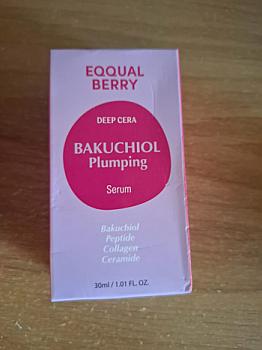 EQQUAL
BERRY
DEEP CERA
BAKUCHIOL
Plumping
Serum
Bakuchiol
Peptide
Collagen
Ceramide
30ml / 1.01 FL. OZ.